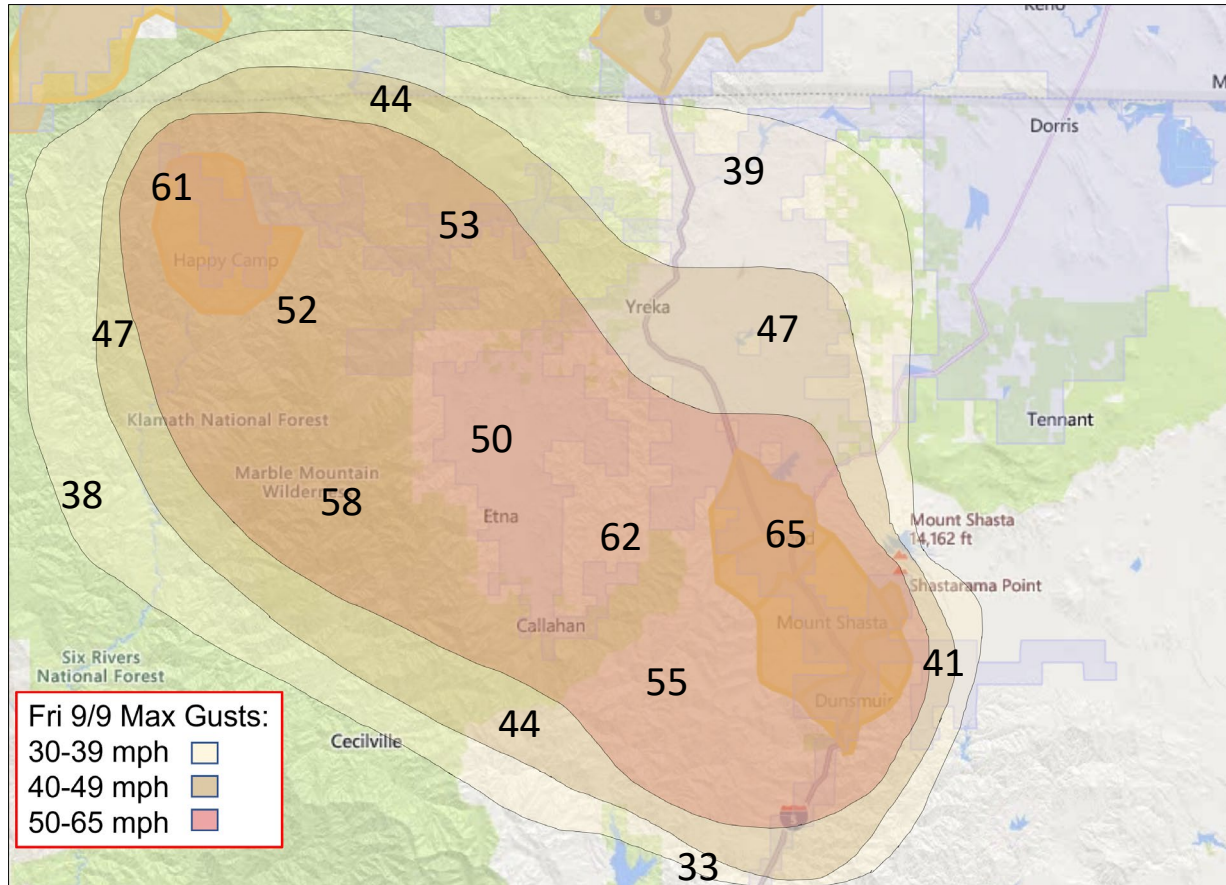 Keno
44
Dorris
39
61
53
Happy Camp
52
Yreka
47
47
Klamath National Forest
50
Tennant
Marble Mountain
38
58
Etna
62
65
Mount Shasta
14,162 ft
Shastarama Point
Callahan
Mount Shasta
Six Rivers
National Forest
55
41
Dunsmuir
44
Cecilville
Fri 9/9 Max Gusts:
30-39 mph
40-49 mph
50-65 mph
33